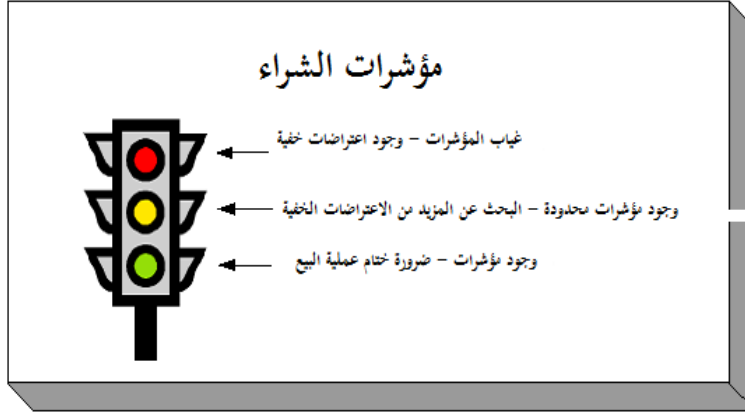 مؤشرات الشراء
غياب المؤشرات – وجود اعتراضات خفية
وجود مؤشرات محدودة – البحث عن المزيد من الاعتراضات الخفية
وجود مؤشرات – ضرورة ختام عملية البيع